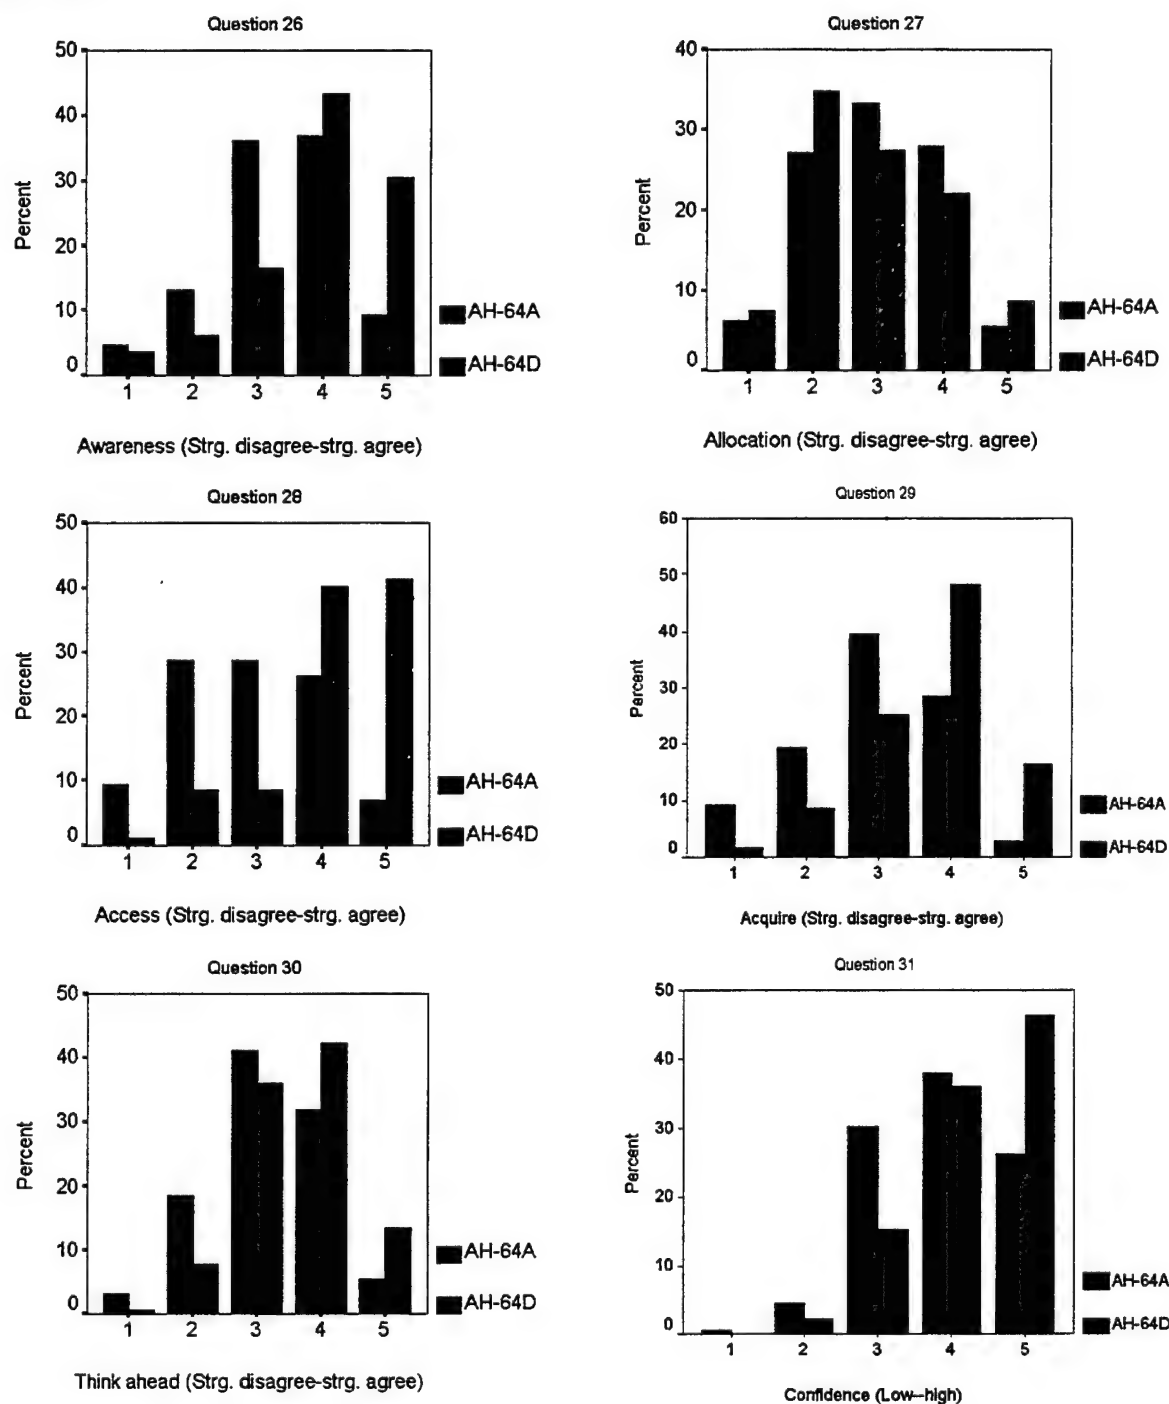 Question 26
50
40
30
20
10
0
Percent
1 2 3 4 5
AH-64A
AH-64D
Awareness (Strg. disagree-strg. agree)
Question 27
40
30
20
10
0
Percent
1 2 3 4 5
AH-64A
AH-64D
Allocation (Strg. disagree-strg. agree)
Question 28
50
40
30
20
10
0
Percent
1 2 3 4 5
AH-64A
AH-64D
Access (Strg. disagree-strg. agree)
Question 29
60
50
40
30
20
10
0
Percent
1 2 3 4 5
AH-64A
AH-64D
Acquire (Strg. disagree-strg. agree)
Question 30
50
40
30
20
10
0
Percent
1 2 3 4 5
AH-64A
AH-64D
Think ahead (Strg. disagree-strg. agree)
Question 31
50
40
30
20
10
0
Percent
1 2 3 4 5
AH-64A
AH-64D
Confidence (Low--high)